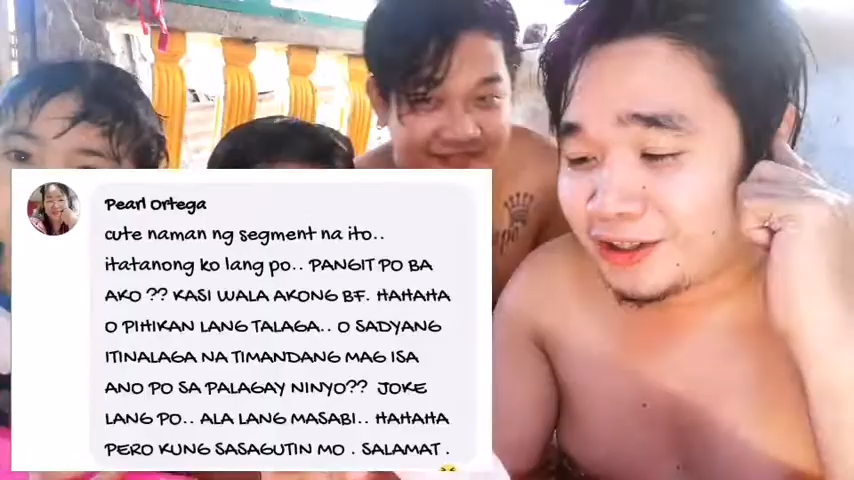 Pearl Ortega
cute naman ng segment na ito..
itatanong ko lang po.. PANGIT PO BA
AKO ?? KASI WALA AKONG BF. HAHAHA
O PIHIKAN LANG TALAGA.. O SADYANG
ITINALAGA NA TIMANDANG MAG ISA
ANO PO SA PALAGAY NINYO?? JOKE
LANG PO.. ALA LANG MASABI.. HAHAHA
PERO KUNG SASAGUTIN MO . SALAMAT .